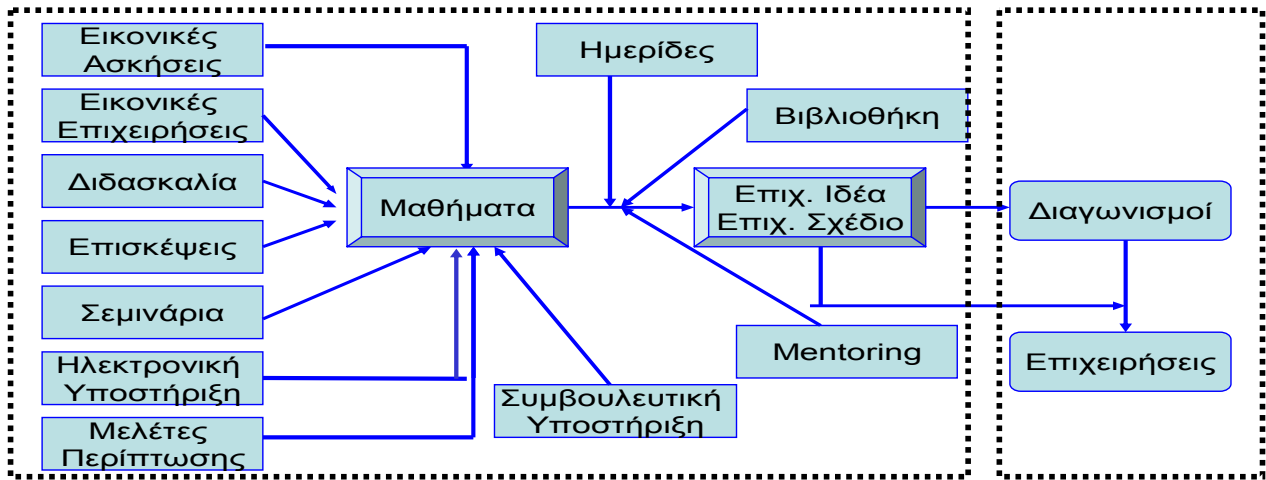 Εικονικές
Ασκήσεις
Εικονικές
Επιχειρήσεις
Διδασκαλία
Επισκέψεις
Σεμινάρια
Ηλεκτρονική
Υποστήριξη
Μελέτες
Περίπτωσης
Μαθήματα
Ημερίδες
Βιβλιοθήκη
Επιχ. Ιδέα
Επιχ. Σχέδιο
Mentoring
Συμβουλευτική
Υποστήριξη
Διαγωνισμοί
Επιχειρήσεις